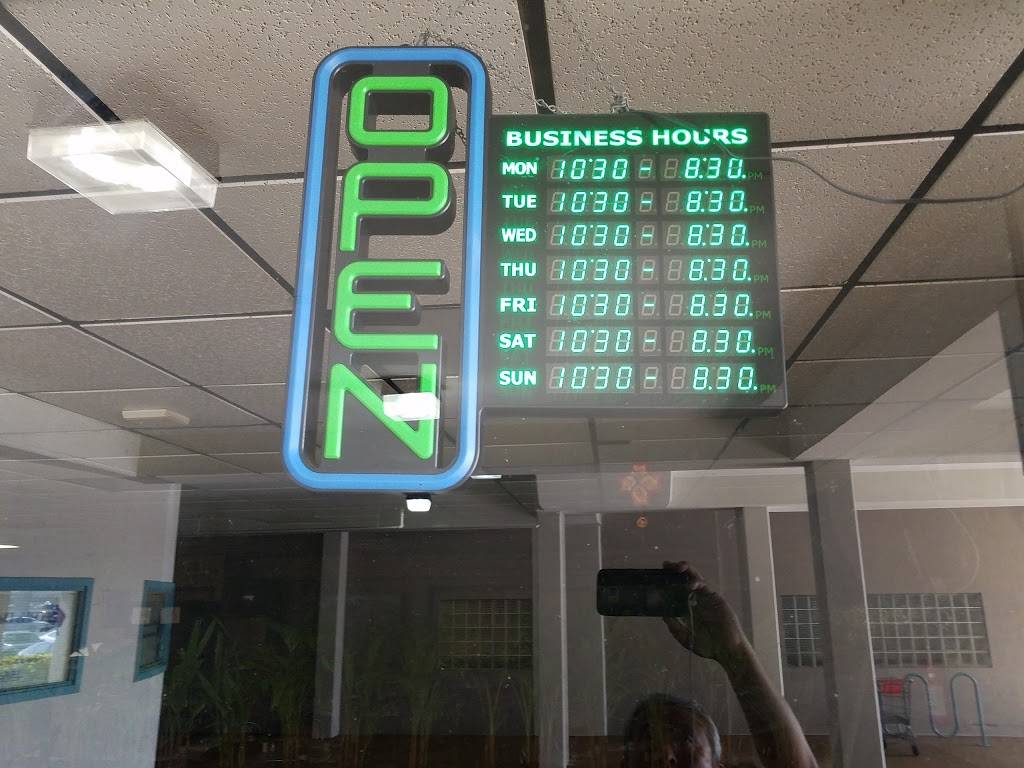 OPEN
BUSINESS HOURS
MON 10:30 - 8:30 PM
TUE 10:30 - 8:30 PM
WED 10:30 - 8:30 PM
THU 10:30 - 8:30 PM
FRI 10:30 - 8:30 PM
SAT 10:30 - 8:30 PM
SUN 10:30 - 8:30 PM